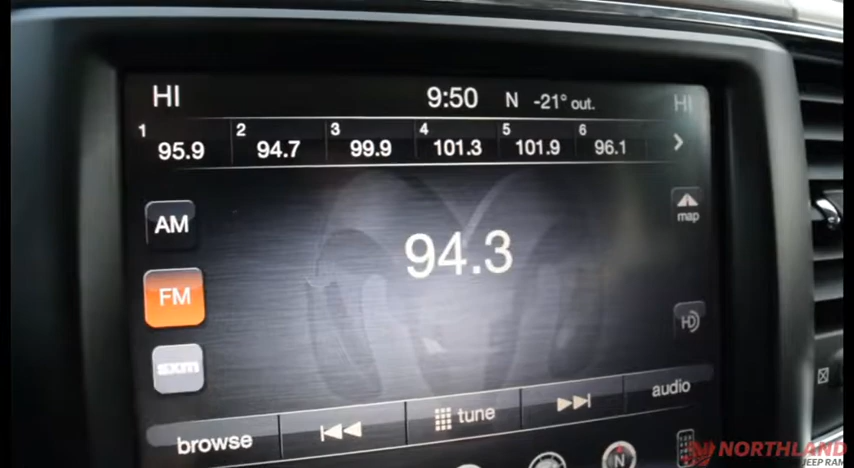 HI 9:50 N -21° out. HI
1 95.9 2 94.7 3 99.9 4 101.3 5 101.9 6 96.1
AM
map
94.3
FM
HD
sxm
browse tune audio
N
NORTHLAND
JEEP RAM